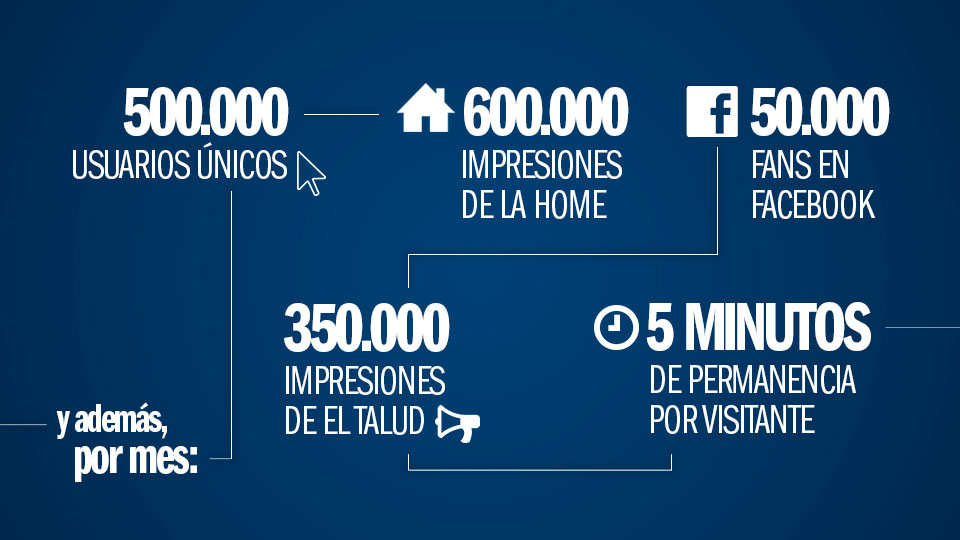 500.000
USUARIOS ÚNICOS
600.000
IMPRESIONES
DE LA HOME
f 50.000
FANS EN
FACEBOOK
350.000
IMPRESIONES
DE EL TALUD
5 MINUTOS
DE PERMANENCIA
POR VISITANTE
y además,
por mes: